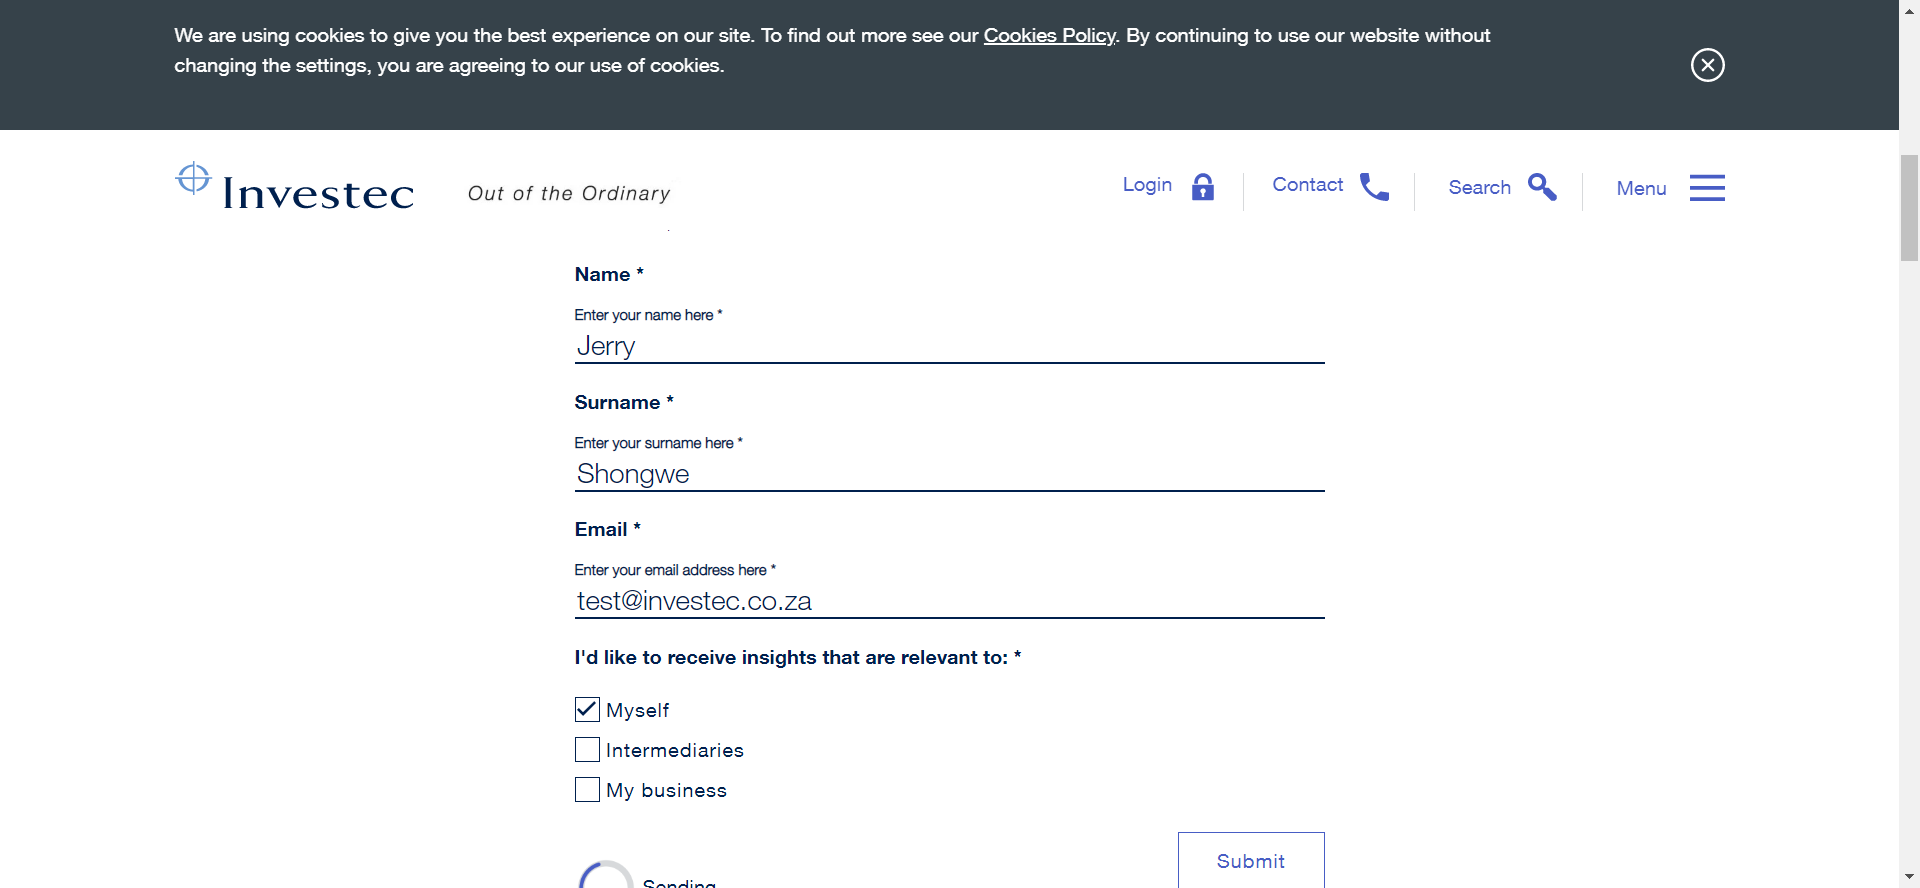 We are using cookies to give you the best experience on our site. To find out more see our Cookies Policy. By continuing to use our website without
changing the settings, you are agreeing to our use of cookies.
Investec
Out of the Ordinary
Login
Contact
Search
Menu
Name *
Enter your name here *
Jerry
Surname *
Enter your surname here *
Shongwe
Email *
Enter your email address here *
test@investec.co.za
I'd like to receive insights that are relevant to: *
Myself
Intermediaries
My business
Submit
Sending